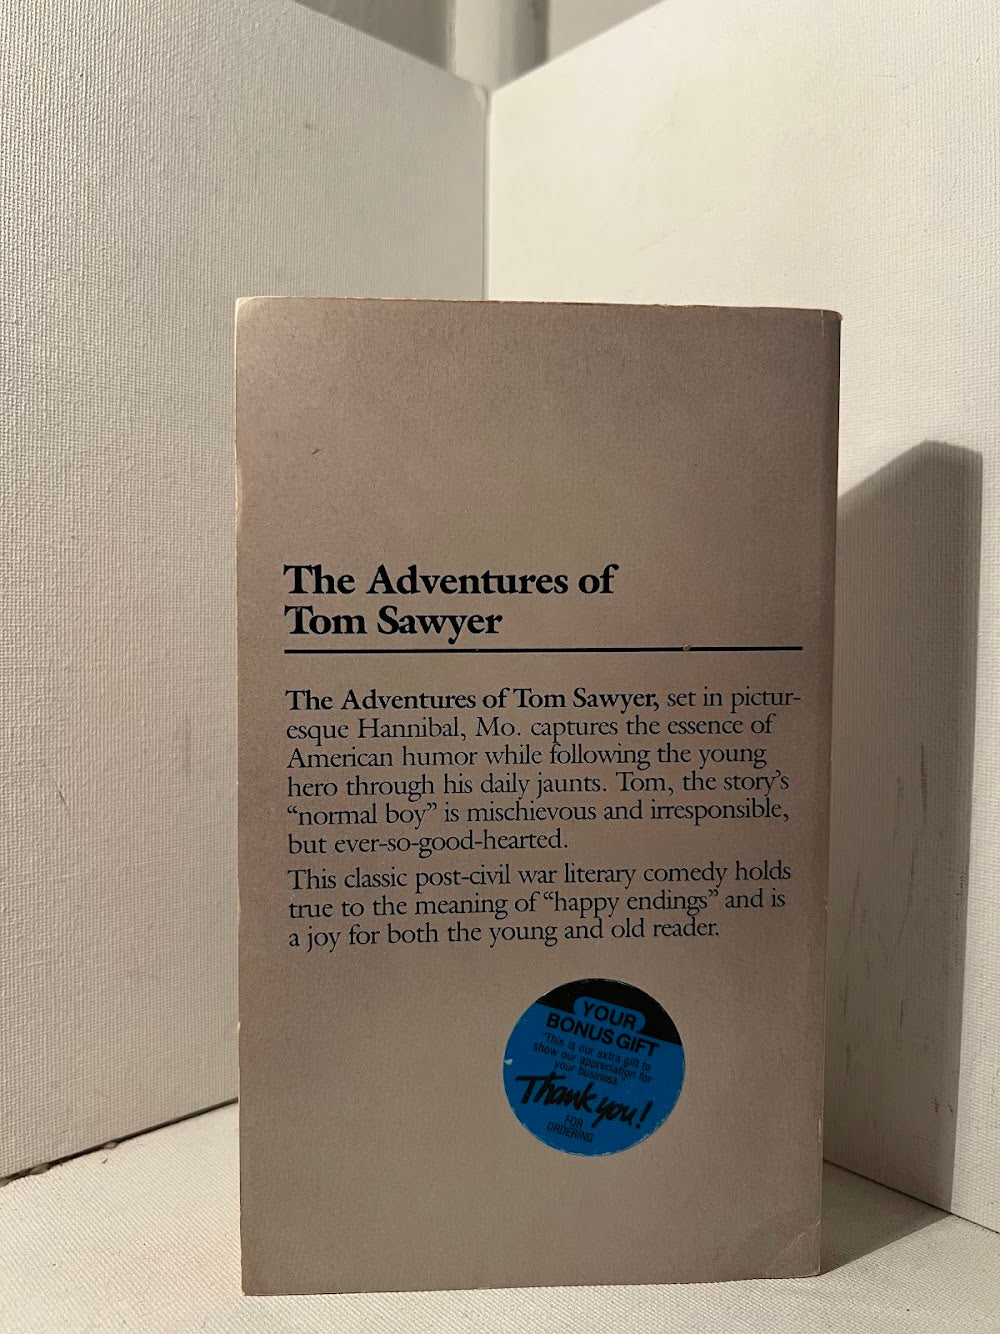 The Adventures of
Tom Sawyer
The Adventures of Tom Sawyer, set in pictur-
esque Hannibal, Mo. captures the essence of
American humor while following the young
hero through his daily jaunts. Tom, the story's
“normal boy” is mischievous and irresponsible,
but ever-so-good-hearted.
This classic post-civil war literary comedy holds
true to the meaning of “happy endings” and is
a joy for both the young and old reader.
YOUR
BONUS GIFT
"This is our extra gift to
show our appreciation for
your business."
Thank you!
FOR
ORDERING